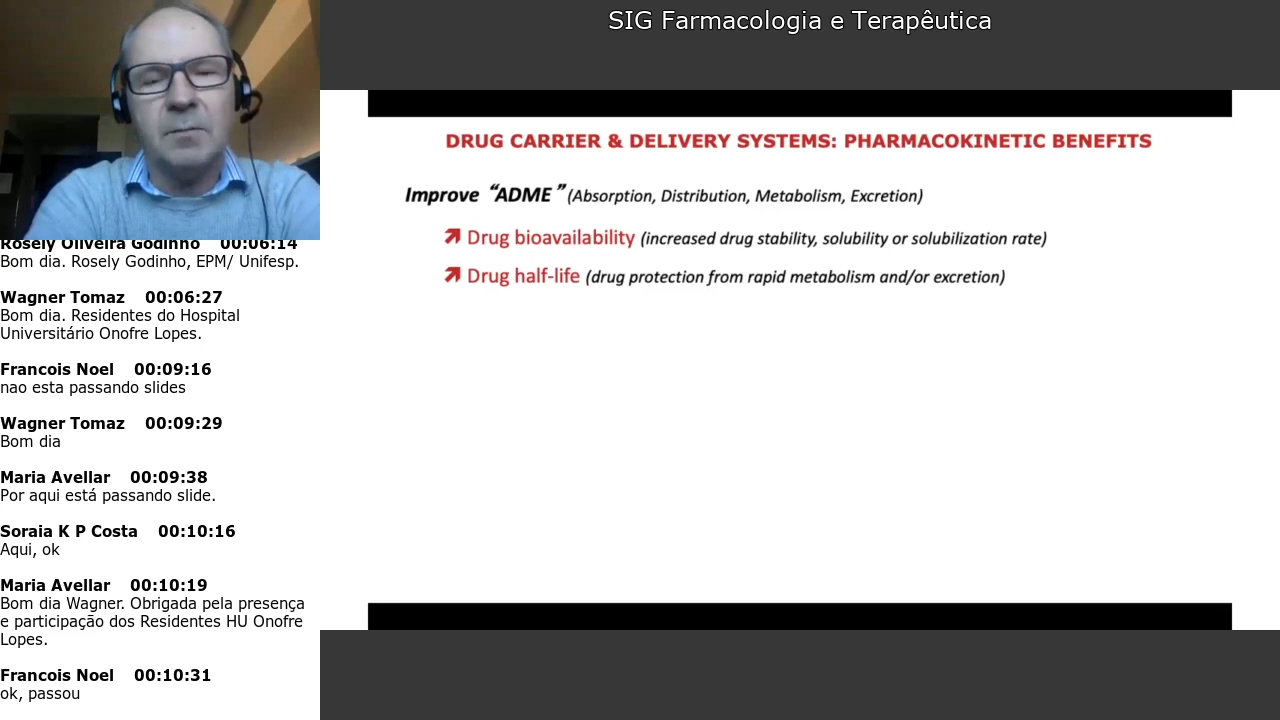 SIG Farmacologia e Terapêutica
DRUG CARRIER & DELIVERY SYSTEMS: PHARMACOKINETIC BENEFITS
Improve “ADME” (Absorption, Distribution, Metabolism, Excretion)
Drug bioavailability (increased drug stability, solubility or solubilization rate)
Drug half-life (drug protection from rapid metabolism and/or excretion)
Rosely Oliveira Godinho 00:06:14
Bom dia. Rosely Godinho, EPM/ Unifesp.
Wagner Tomaz 00:06:27
Bom dia. Residentes do Hospital
Universitário Onofre Lopes.
Francois Noel 00:09:16
nao esta passando slides
Wagner Tomaz 00:09:29
Bom dia
Maria Avellar 00:09:38
Por aqui está passando slide.
Soraia K P Costa 00:10:16
Aqui, ok
Maria Avellar 00:10:19
Bom dia Wagner. Obrigada pela presença
e participação dos Residentes HU Onofre
Lopes.
Francois Noel 00:10:31
ok, passou